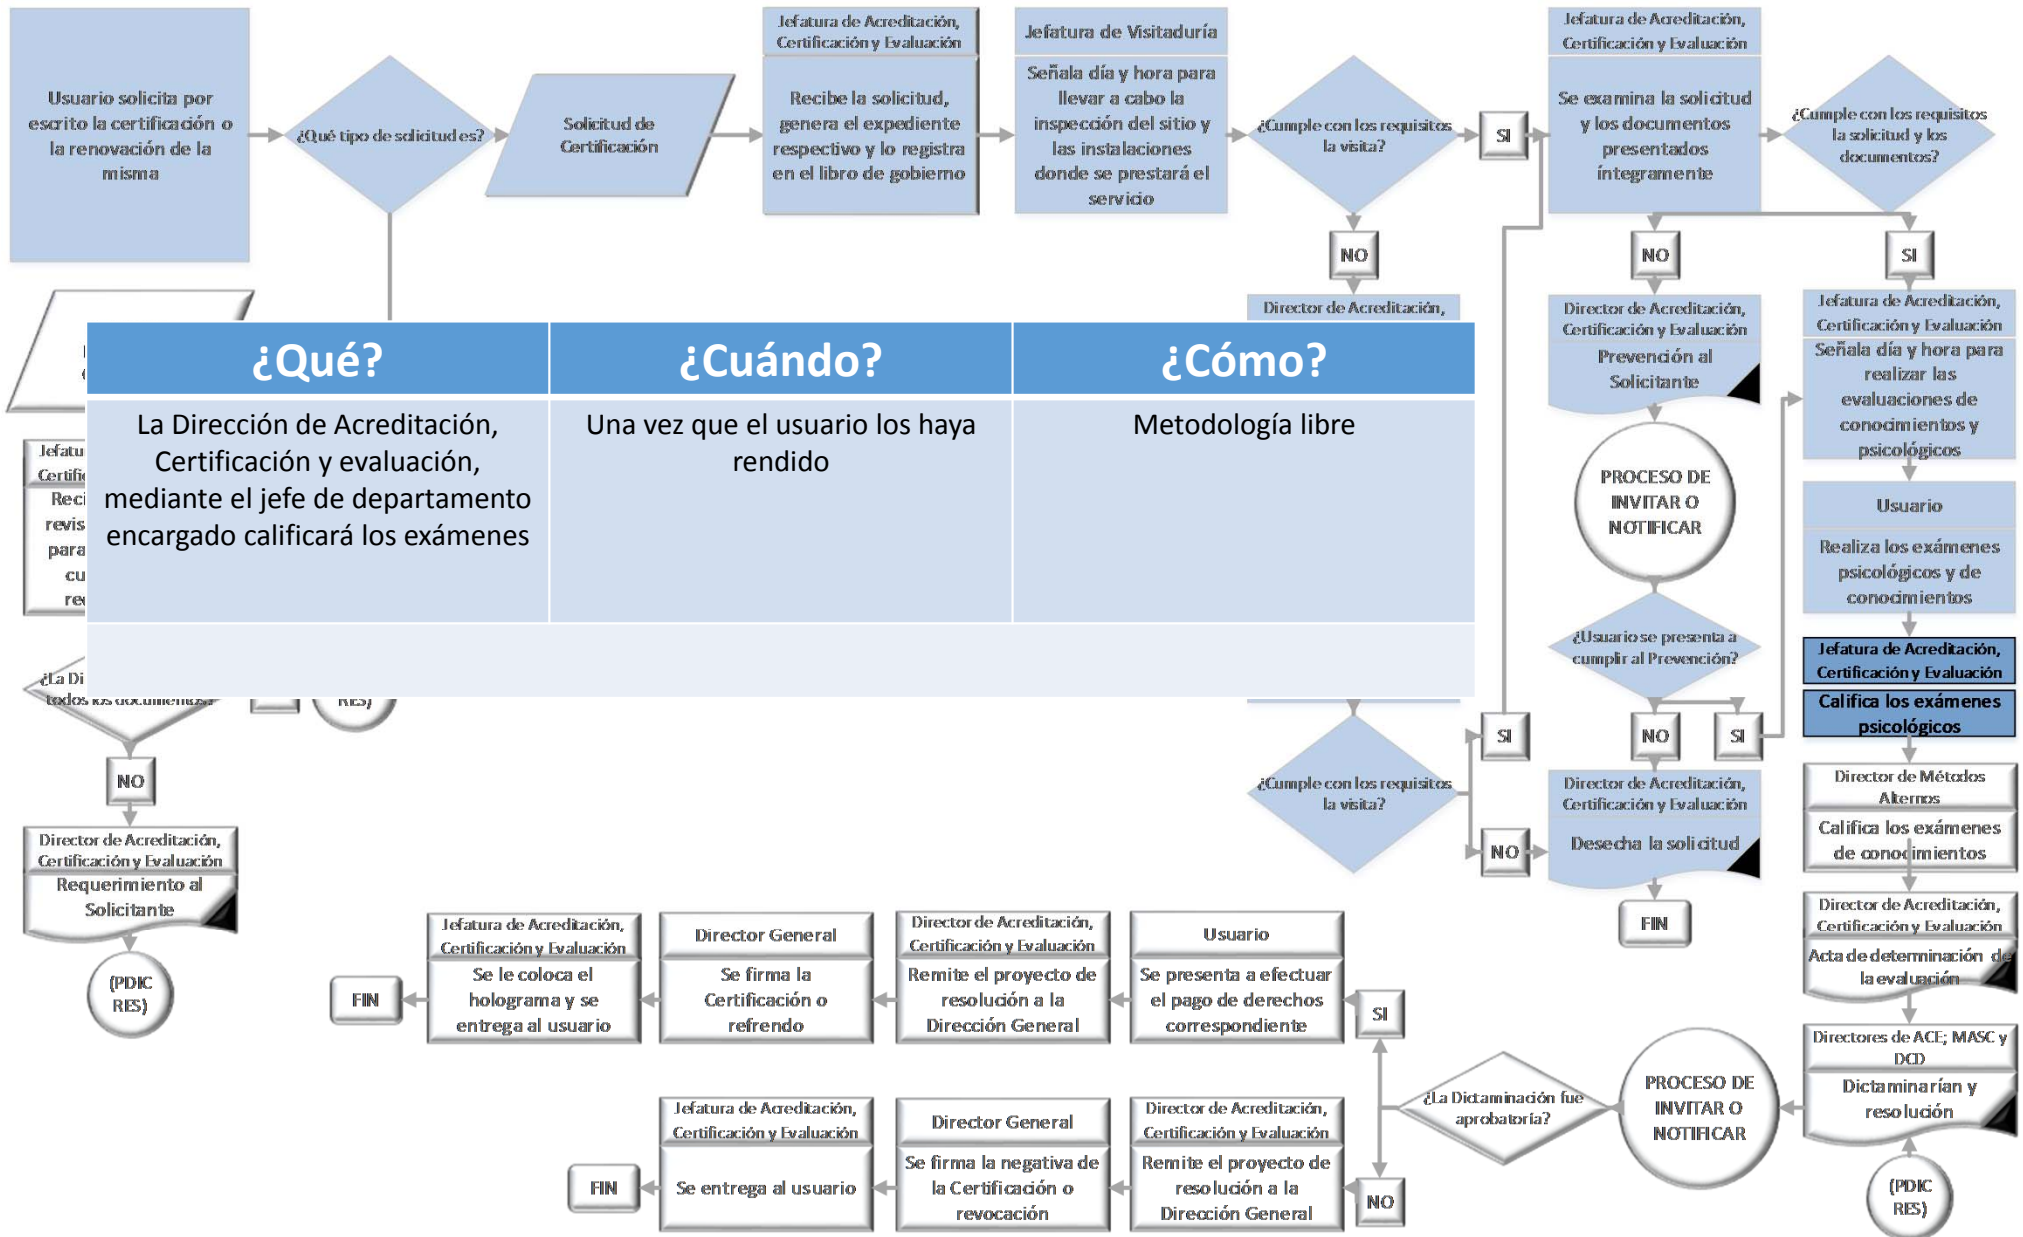 Usuario solicita por
escrito la certificación o
la renovación de la
misma
¿Qué tipo de solicitud es?
Solicitud de
Certificación
Jefatura de Acreditación,
Certificación y Evaluación
Recibe la solicitud,
genera el expediente
respectivo y lo registra
en el libro de gobierno
Jefatura de Visitaduría
Señala día y hora para
llevar a cabo la
inspección del sitio y
las instalaciones
donde se prestará el
servicio
¿Cumple con los requisitos
la visita?
SI
NO
Jefatura de Acreditación,
Certificación y Evaluación
Se examina la solicitud
y los documentos
presentados
íntegramente
¿Cumple con los requisitos
la solicitud y los
documentos?
NO
SI
Director de Acreditación,
Director de Acreditación,
Certificación y Evaluación
Prevención al
Solicitante
PROCESO DE
INVITAR O
NOTIFICAR
¿Usuario se presenta a
cumplir al Prevención?
NO
SI
Director de Acreditación,
Certificación y Evaluación
Desecha la solicitud
FIN
Jefatura de Acreditación,
Certificación y Evaluación
Señala día y hora para
realizar las
evaluaciones de
conocimientos y
psicológicos
Usuario
Realiza los exámenes
psicológicos y de
conocimientos
Jefatura de Acreditación,
Certificación y Evaluación
Califica los exámenes
psicológicos
Director de Métodos
Alternos
Califica los exámenes
de conocimientos
Director de Acreditación,
Certificación y Evaluación
Acta de determinación de
la evaluación
Directores de ACE; MASC y
DCD
Dictaminarían y
resolución
(PDIC
RES)
¿Qué?
¿Cuándo?
¿Cómo?
La Dirección de Acreditación,
Certificación y evaluación,
mediante el jefe de departamento
encargado calificará los exámenes
Una vez que el usuario los haya
rendido
Metodología libre
Jefatu
Certifi
Reci
revis
para
cu
re
¿La Di
todos los documentos?
RES)
NO
Director de Acreditación,
Certificación y Evaluación
Requerimiento al
Solicitante
(PDIC
RES)
¿Cumple con los requisitos
la visita?
SI
NO
PROCESO DE
INVITAR O
NOTIFICAR
¿La Dictaminación fue
aprobatoria?
SI
NO
Usuario
Se presenta a efectuar
el pago de derechos
correspondiente
Director de Acreditación,
Certificación y Evaluación
Remite el proyecto de
resolución a la
Dirección General
Director General
Se firma la
Certificación o
refrendo
Jefatura de Acreditación,
Certificación y Evaluación
Se le coloca el
holograma y se
entrega al usuario
FIN
Director de Acreditación,
Certificación y Evaluación
Remite el proyecto de
resolución a la
Dirección General
Director General
Se firma la negativa de
la Certificación o
revocación
Jefatura de Acreditación,
Certificación y Evaluación
Se entrega al usuario
FIN